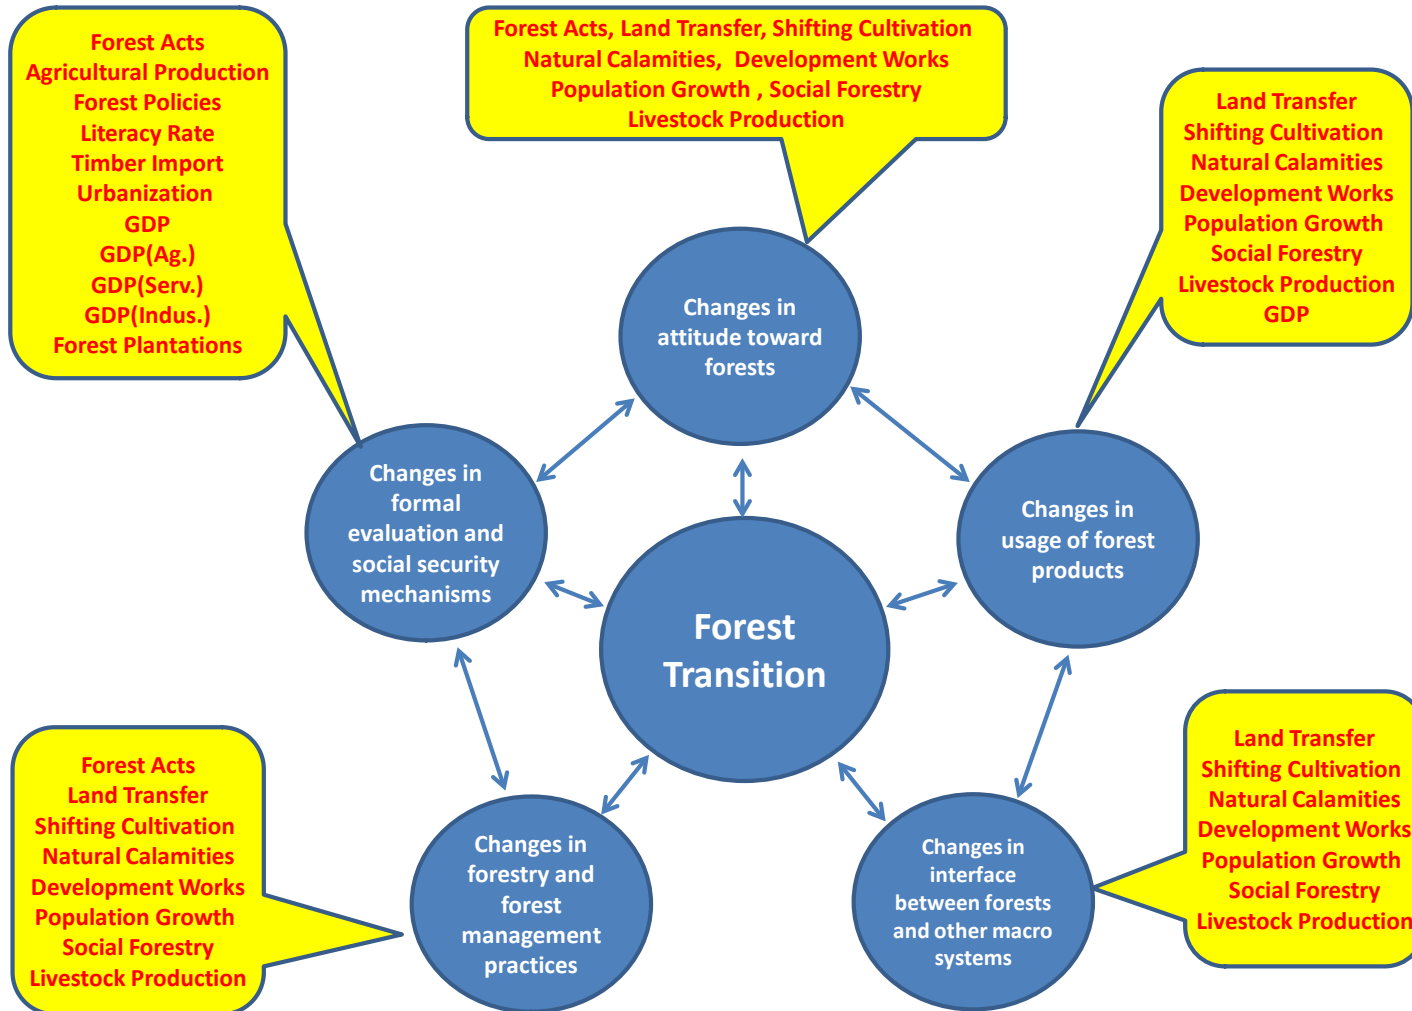 Forest Acts
Agricultural Production
Forest Policies
Literacy Rate
Timber Import
Urbanization
GDP
GDP(Ag.)
GDP(Serv.)
GDP(Indus.)
Forest Plantations
Forest Acts, Land Transfer, Shifting Cultivation
Natural Calamities, Development Works
Population Growth , Social Forestry
Livestock Production
Land Transfer
Shifting Cultivation
Natural Calamities
Development Works
Population Growth
Social Forestry
Livestock Production
GDP
Changes in
attitude toward
forests
Changes in
formal
evaluation and
social security
mechanisms
Changes in
usage of forest
products
Forest
Transition
Forest Acts
Land Transfer
Shifting Cultivation
Natural Calamities
Development Works
Population Growth
Social Forestry
Livestock Production
Changes in
forestry and
forest
management
practices
Changes in
interface
between forests
and other macro
systems
Land Transfer
Shifting Cultivation
Natural Calamities
Development Works
Population Growth
Social Forestry
Livestock Production